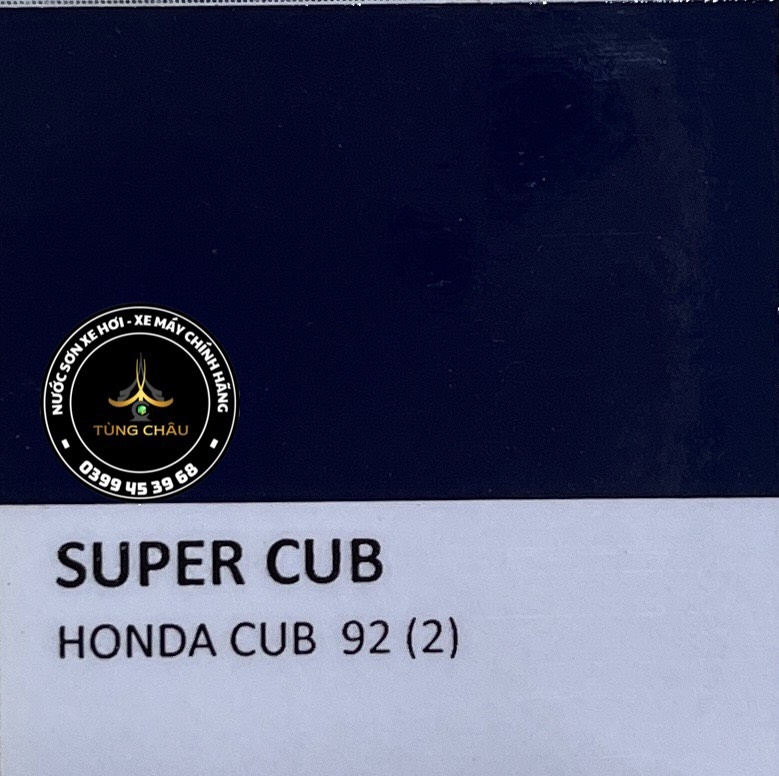 NƯỚC SƠN XE HƠI - XE MÁY CHÍNH HÃNG
TÙNG CHÂU
0399 45 39 68
SUPER CUB
HONDA CUB 92 (2)